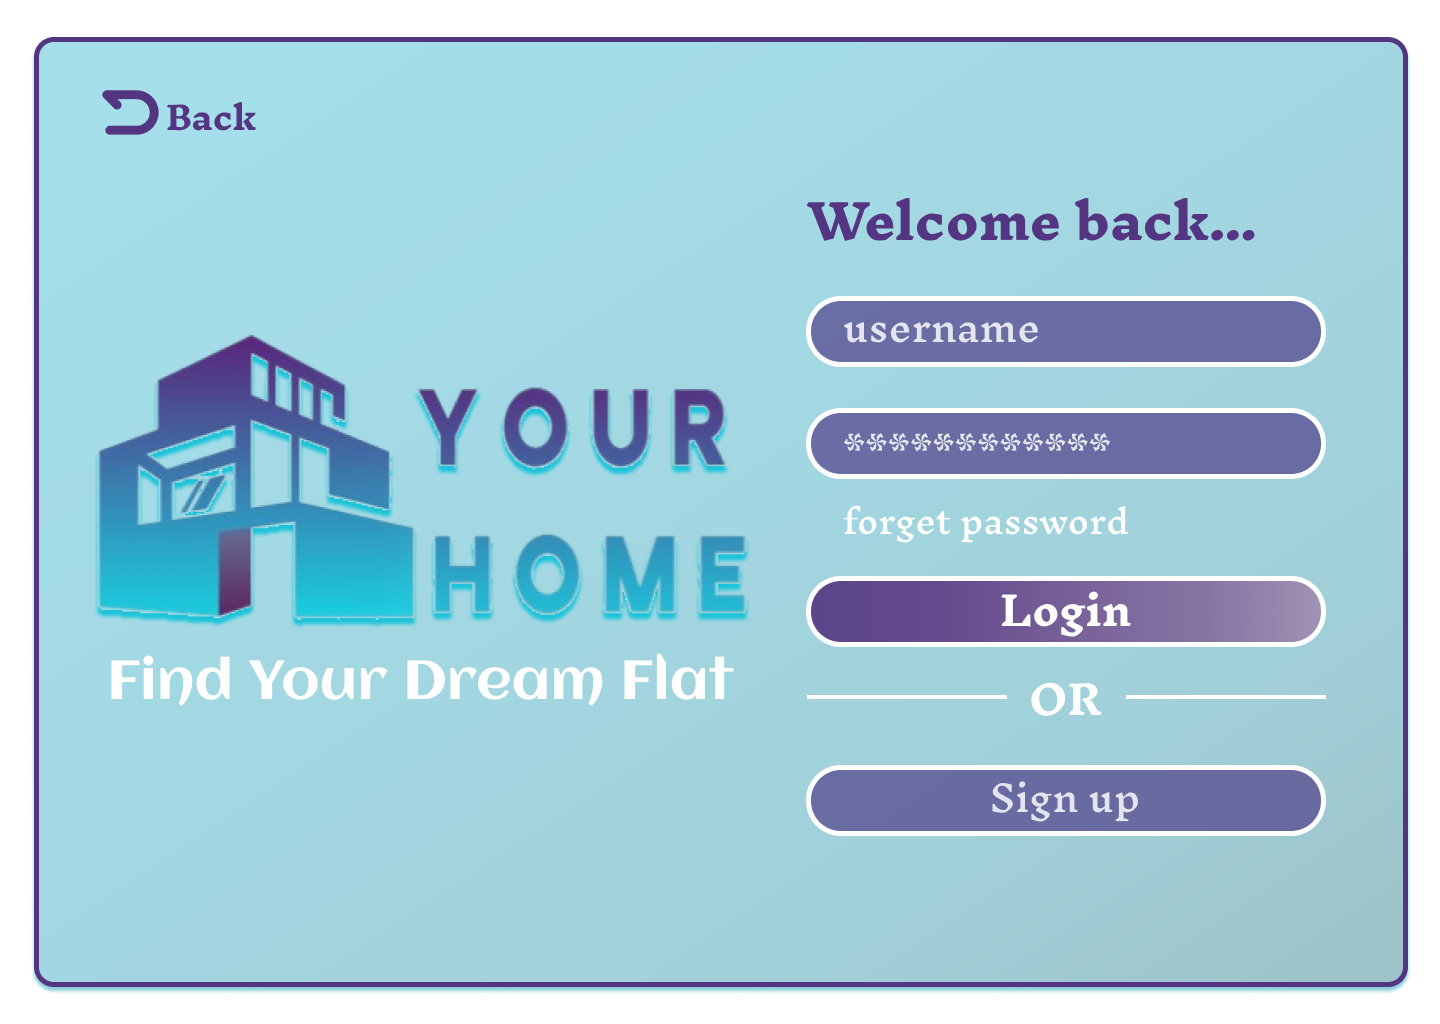 Back
Welcome back...
username
************
forget password
Login
OR
Sign up
YOUR
HOME
Find Your Dream Flat